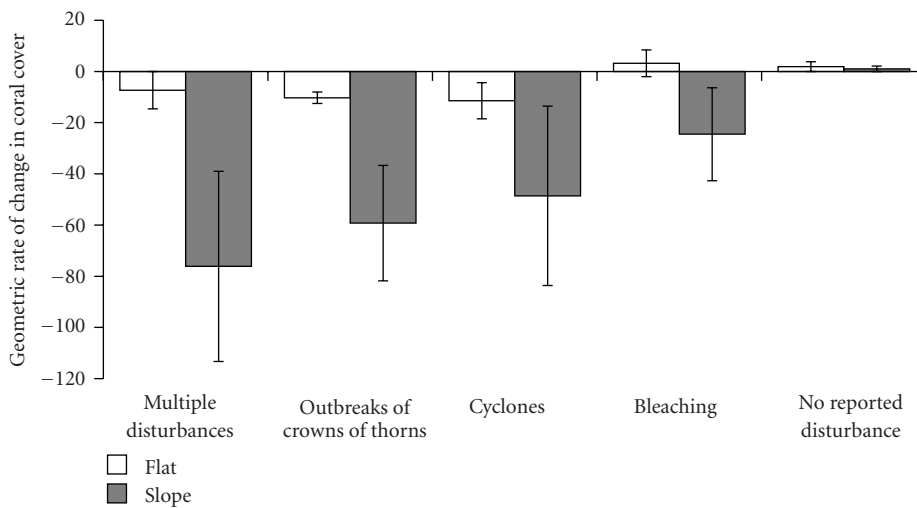 Geometric rate of change in coral cover
20
0
−20
−40
−60
−80
−100
−120
Multiple
disturbances
Outbreaks of
crowns of thorns
Cyclones
Bleaching
No reported
disturbance
Flat
Slope